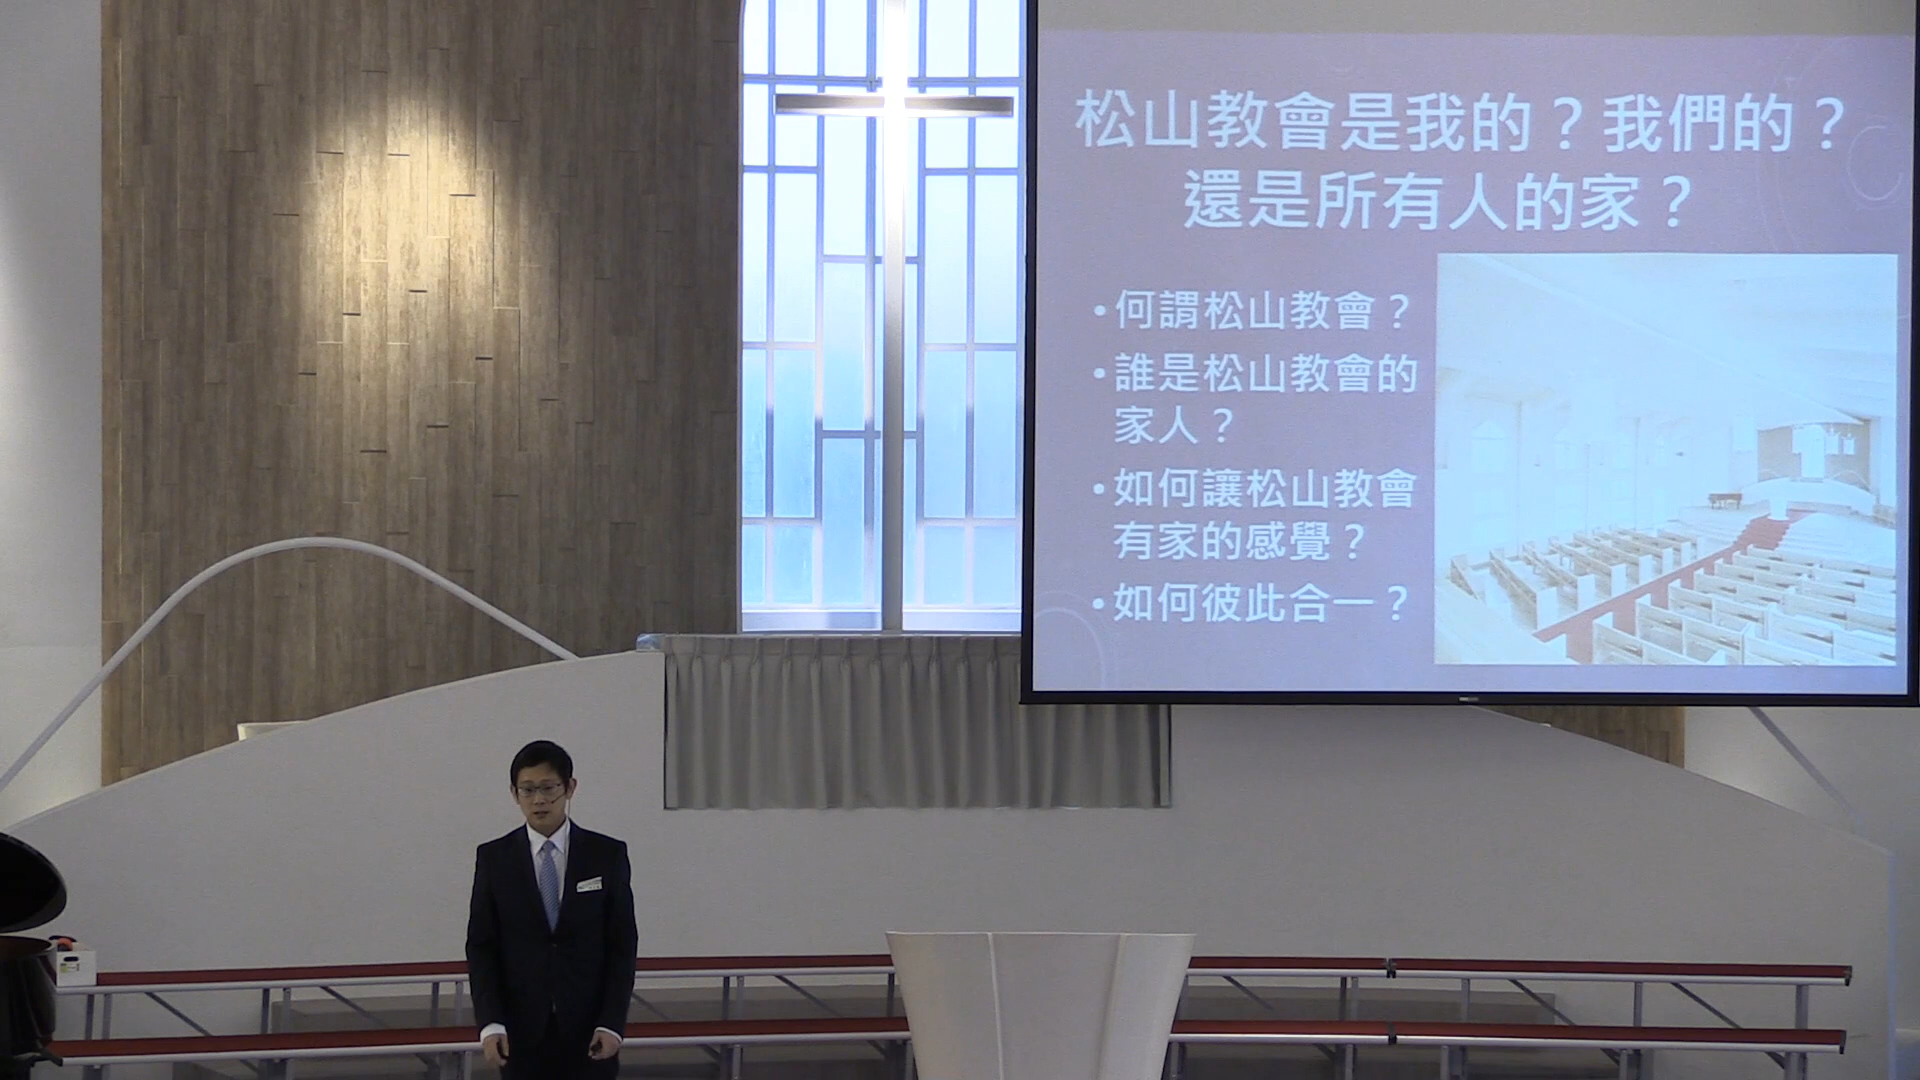 松山教會是我的？我們的？
還是所有人的家？
•何謂松山教會？
•誰是松山教會的
家人？
•如何讓松山教會
有家的感覺？
•如何彼此合一？